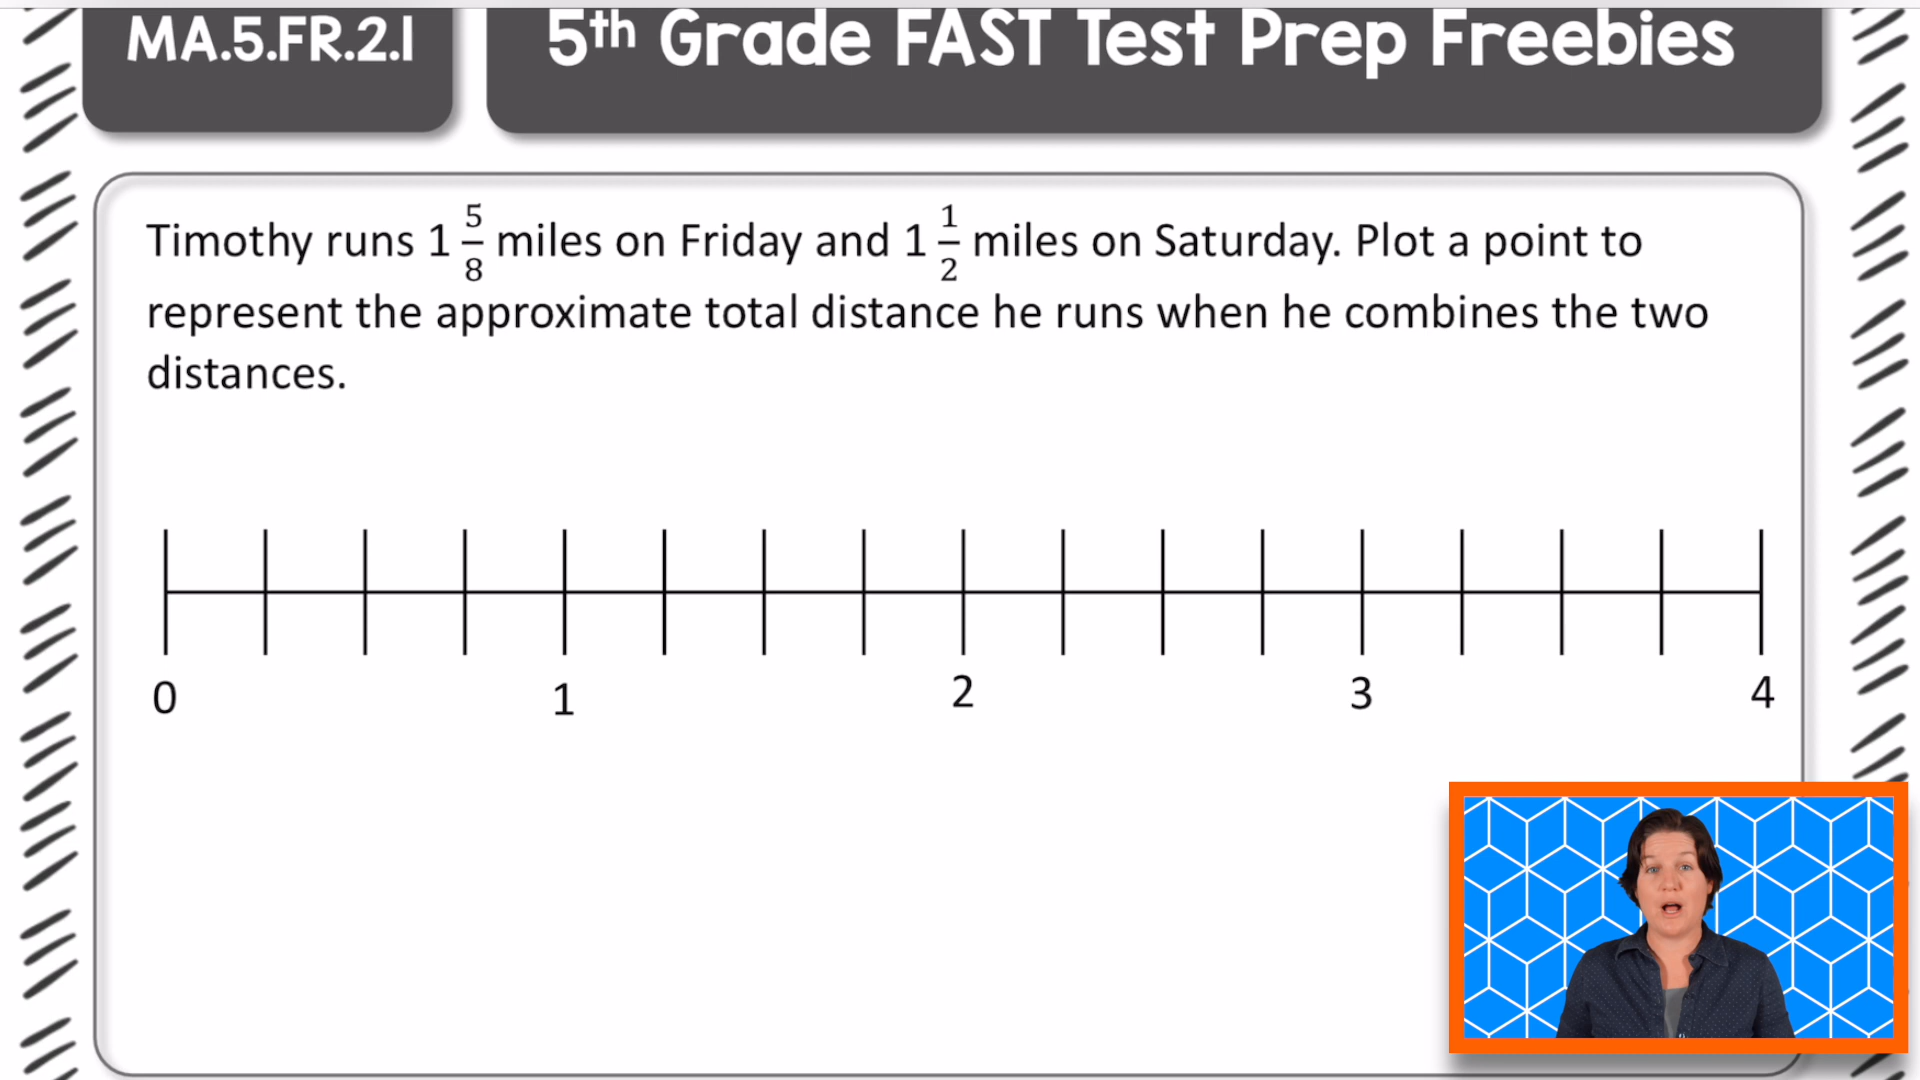 MA.5.FR.2.1
5th Grade FAST Test Prep Freebies
Timothy runs 1 5/8 miles on Friday and 1 1/2 miles on Saturday. Plot a point to
represent the approximate total distance he runs when he combines the two
distances.
0 1 2 3 4